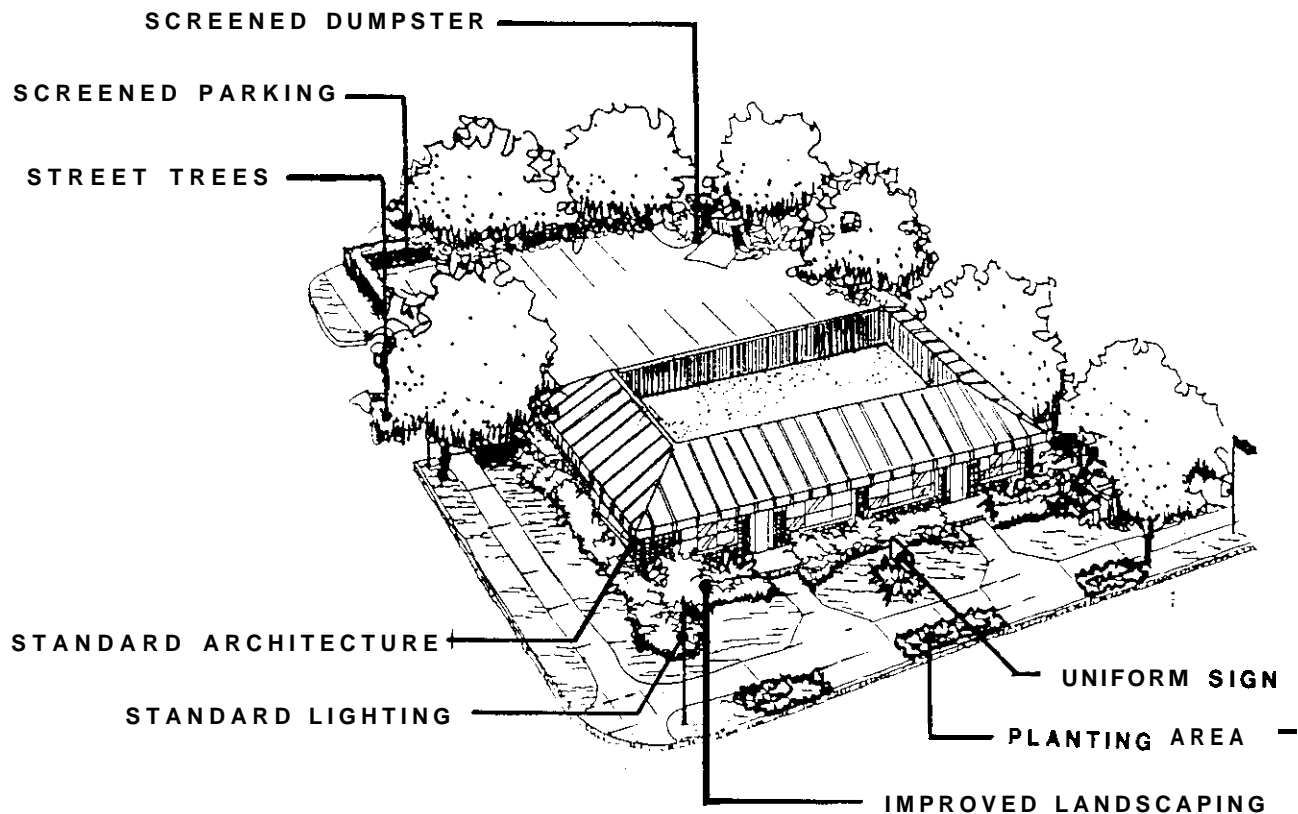 SCREENED DUMPSTER
SCREENED PARKING
STREET TREES
STANDARD ARCHITECTURE
STANDARD LIGHTING
UNIFORM SIGN
PLANTING AREA
IMPROVED LANDSCAPING